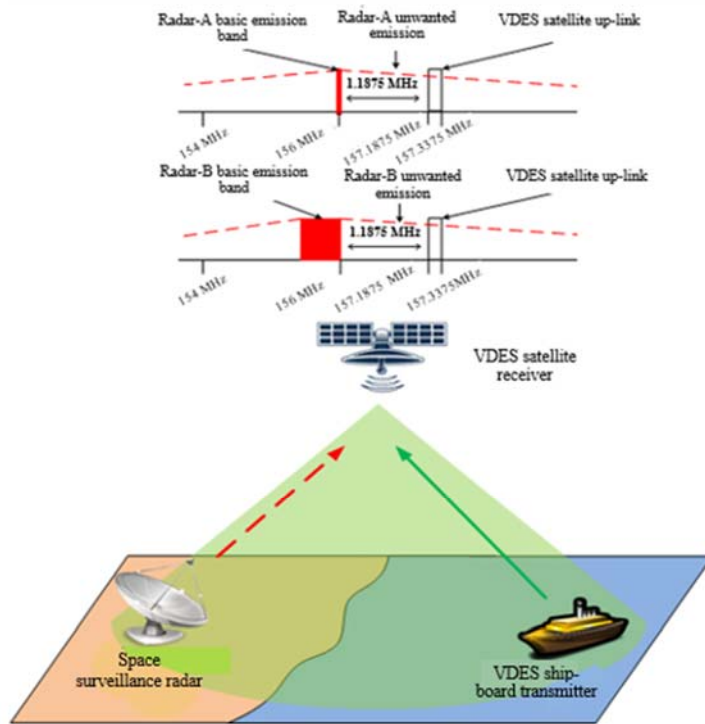 Radar-A basic emission
band
Radar-A unwanted
emission
VDES satellite up-link
1.1875 MHz
154 MHz
156 MHz
157.1875 MHz
157.3375 MHz
Radar-B basic emission
band
Radar-B unwanted
emission
VDES satellite up-link
1.1875 MHz
154 MHz
156 MHz
157.1875 MHz
157.3375MHz
VDES satellite
receiver
Space
surveillance radar
VDES ship-
board transmitter